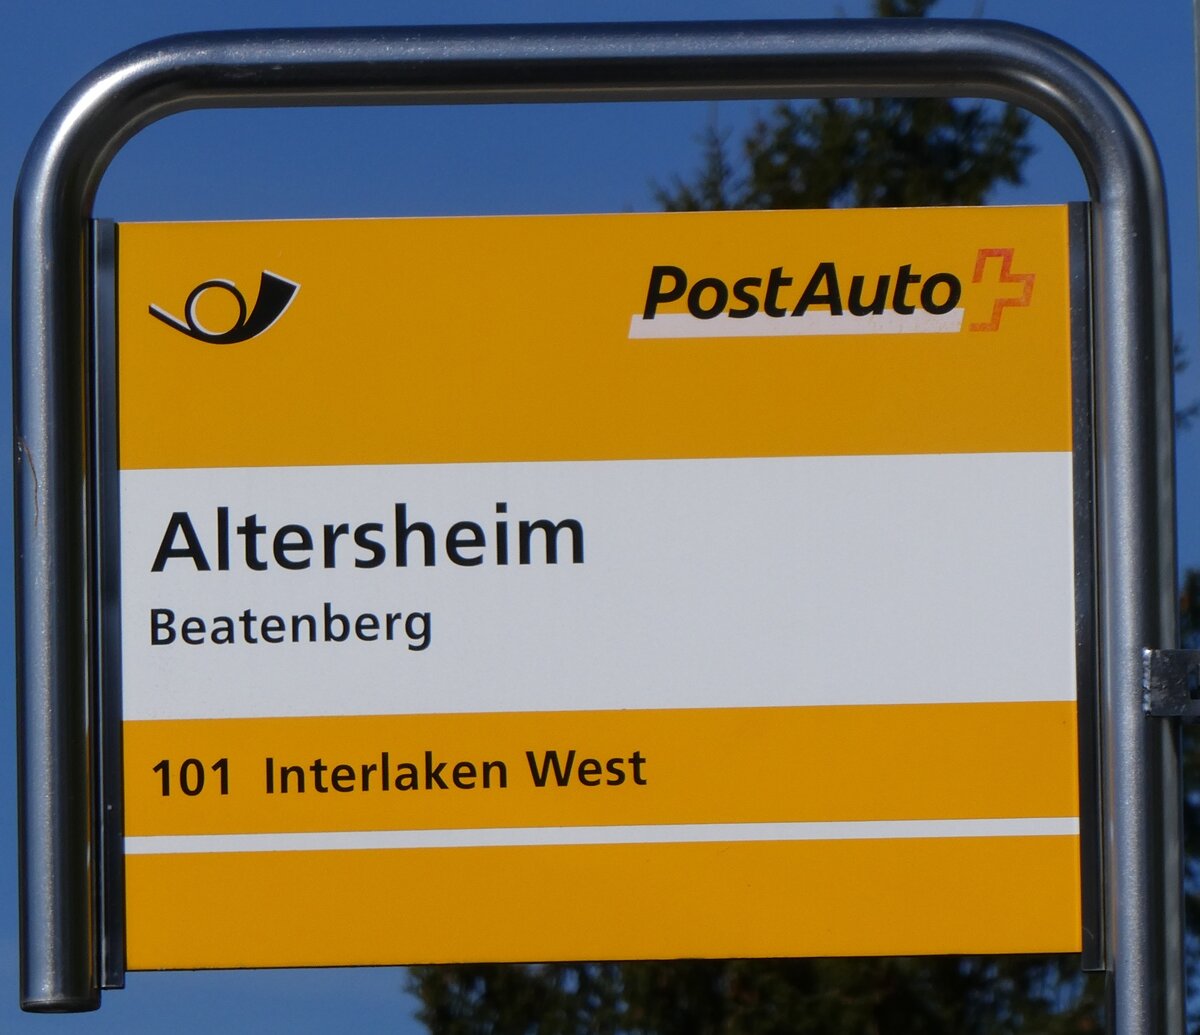 PostAuto
Altersheim
Beatenberg
101 Interlaken West